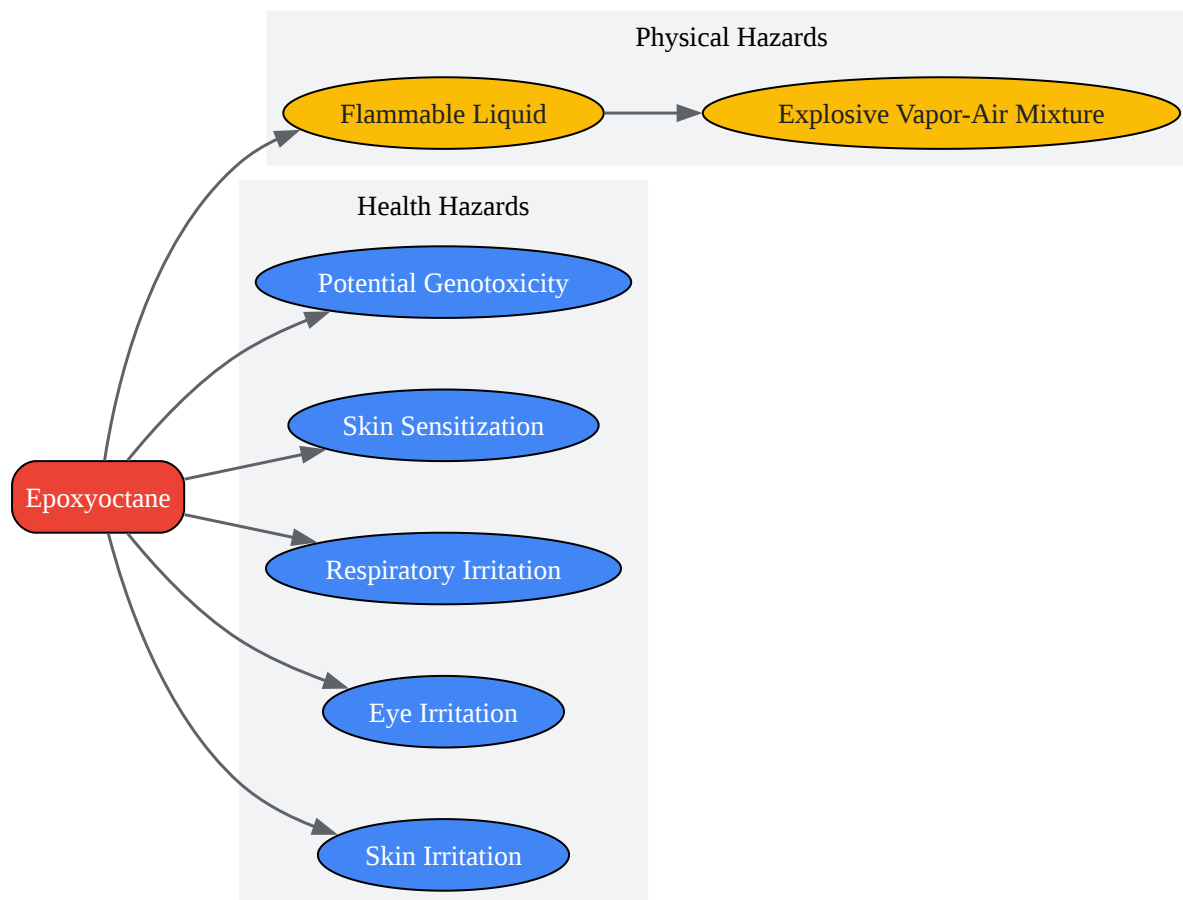 Physical Hazards
Flammable Liquid
Explosive Vapor-Air Mixture
Health Hazards
Potential Genotoxicity
Skin Sensitization
Epoxyoctane
Respiratory Irritation
Eye Irritation
Skin Irritation